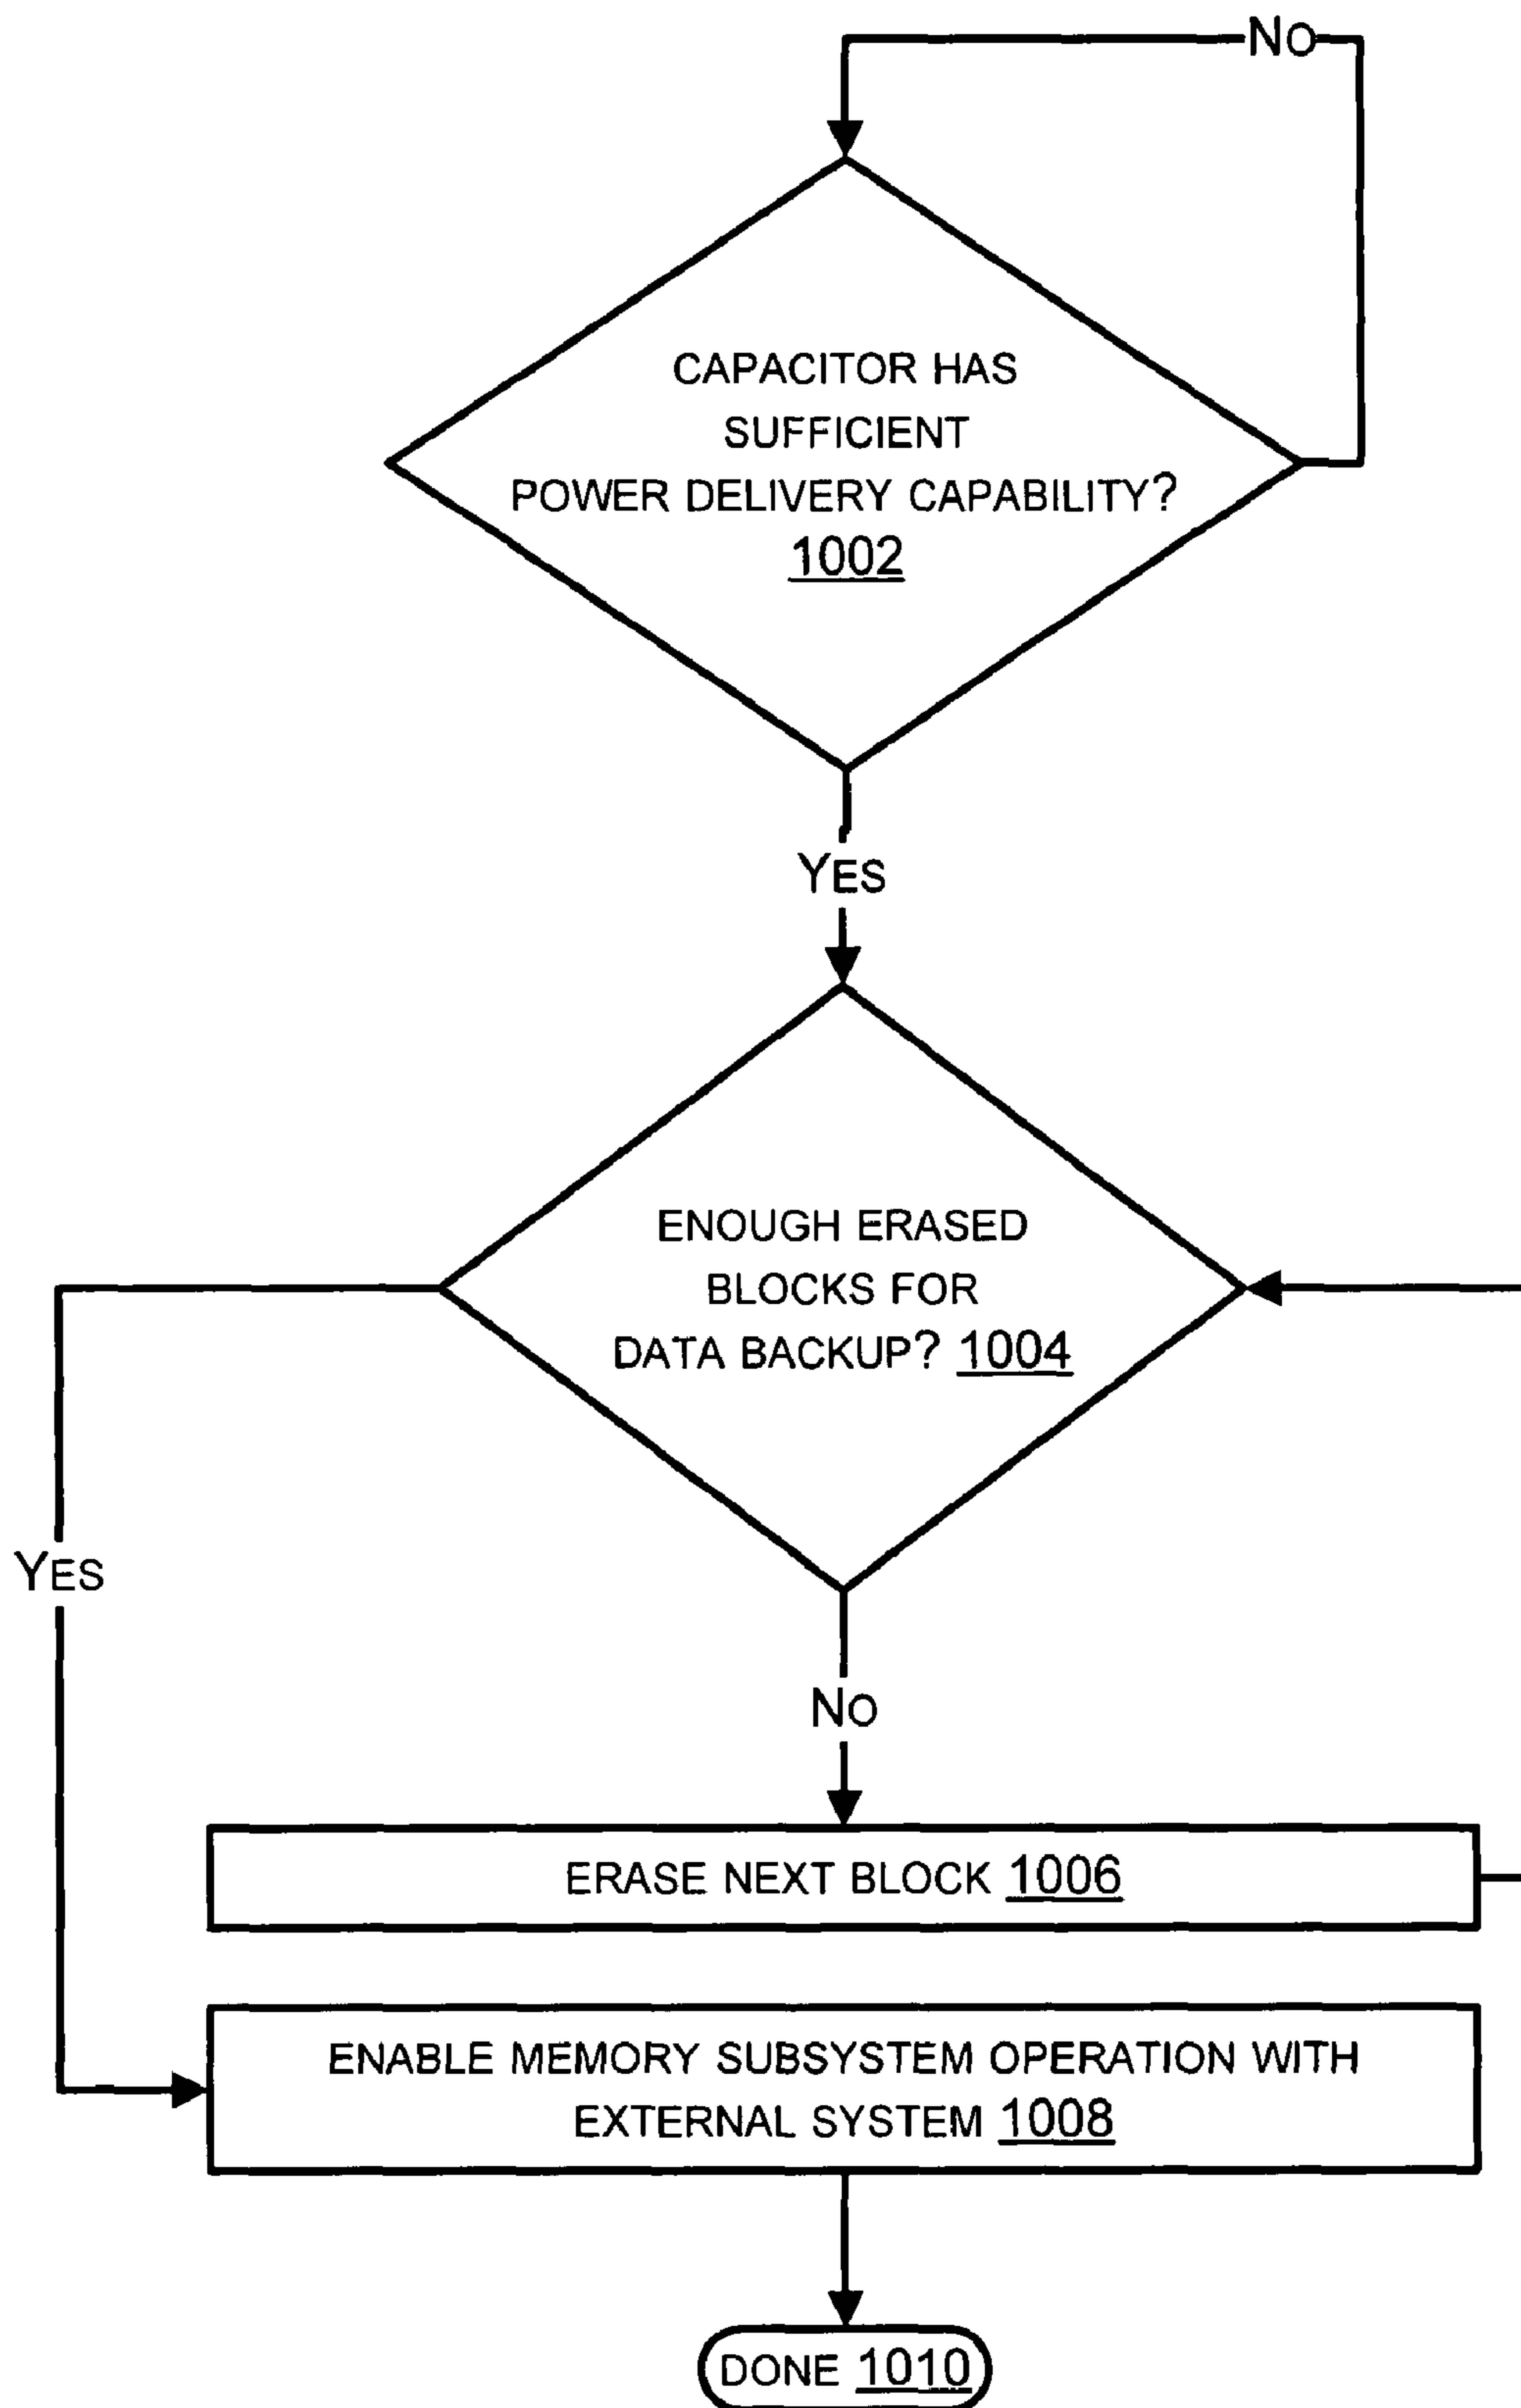 NO
CAPACITOR HAS
SUFFICIENT
POWER DELIVERY CAPABILITY?
1002
YES
ENOUGH ERASED
BLOCKS FOR
DATA BACKUP? 1004
YES
NO
ERASE NEXT BLOCK 1006
ENABLE MEMORY SUBSYSTEM OPERATION WITH
EXTERNAL SYSTEM 1008
DONE 1010